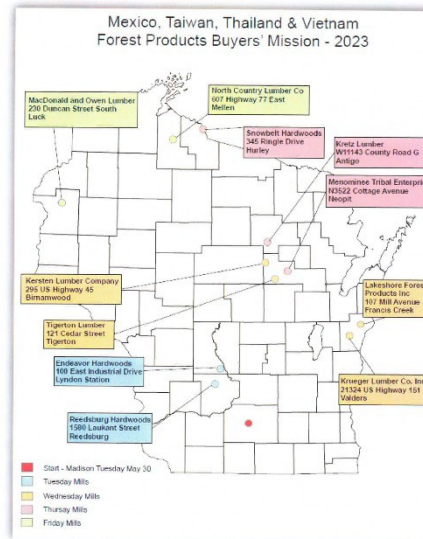 Mexico, Taiwan, Thailand & Vietnam
Forest Products Buyers' Mission - 2023
North Country Lumber Co
607 Highway 77 East
Mellen
MacDonald and Owen Lumber
230 Duncan Street South
Luck
Snowbelt Hardwoods
345 Ringle Drive
Hurley
Kretz Lumber
W11143 County Road G
Antigo
Menominee Tribal Enterpris
N3522 Cottage Avenue
Neopit
Kersten Lumber Company
295 US Highway 45
Birnamwood
Lakeshore Fores
Products Inc
107 Mill Avenue
Francis Creek
Tigerton Lumber
121 Cedar Street
Tigerton
Endeavor Hardwoods
100 East Industrial Drive
Lyndon Station
Krueger Lumber Co. Inc
21324 US Highway 151
Valders
Reedsburg Hardwoods
1580 Laukant Street
Reedsburg
Start - Madison Tuesday May 30
Tuesday Mills
Wednesday Mills
Thursay Mills
Friday Mills